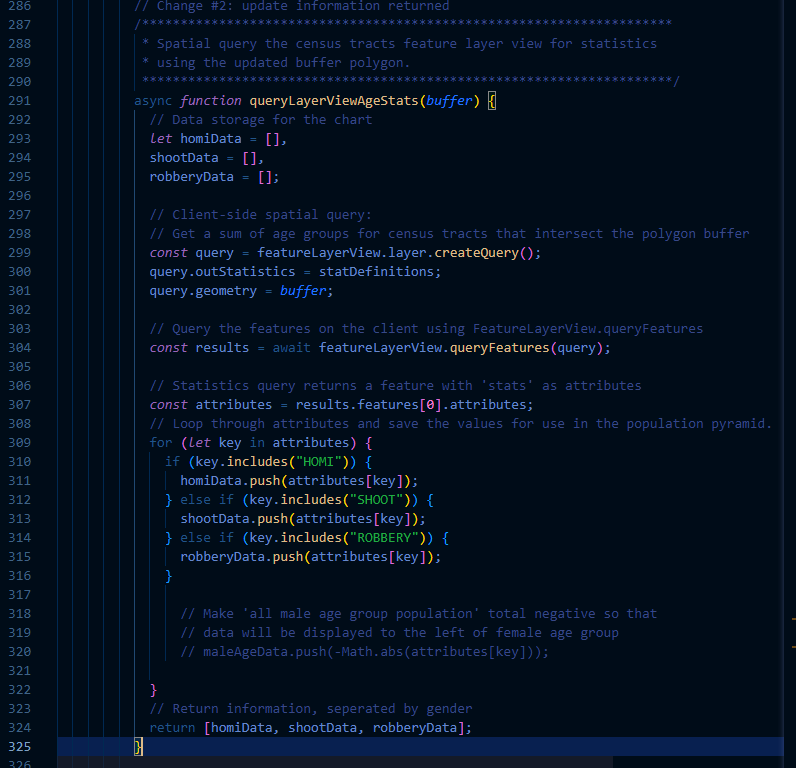 286 // Change #2: update information returned
287 /*********************************************************************
288 * Spatial query the census tracts feature layer view for statistics
289 * using the updated buffer polygon.
290 *********************************************************************/
291 async function queryLayerViewAgeStats(buffer) {
292 // Data storage for the chart
293 let homiData = [],
294 shootData = [],
295 robberyData = [];
296
297 // Client-side spatial query:
298 // Get a sum of age groups for census tracts that intersect the polygon buffer
299 const query = featureLayerView.layer.createQuery();
300 query.outStatistics = statDefinitions;
301 query.geometry = buffer;
302
303 // Query the features on the client using FeatureLayerView.queryFeatures
304 const results = await featureLayerView.queryFeatures(query);
305
306 // Statistics query returns a feature with 'stats' as attributes
307 const attributes = results.features[0].attributes;
308 // Loop through attributes and save the values for use in the population pyramid.
309 for (let key in attributes) {
310 if (key.includes("HOMI")) {
311 homiData.push(attributes[key]);
312 } else if (key.includes("SHOOT")) {
313 shootData.push(attributes[key]);
314 } else if (key.includes("ROBBERY")) {
315 robberyData.push(attributes[key]);
316 }
317
318 // Make 'all male age group population' total negative so that
319 // data will be displayed to the left of female age group
320 // maleAgeData.push(-Math.abs(attributes[key]));
321
322 }
323 // Return information, seperated by gender
324 return [homiData, shootData, robberyData];
325 }
326